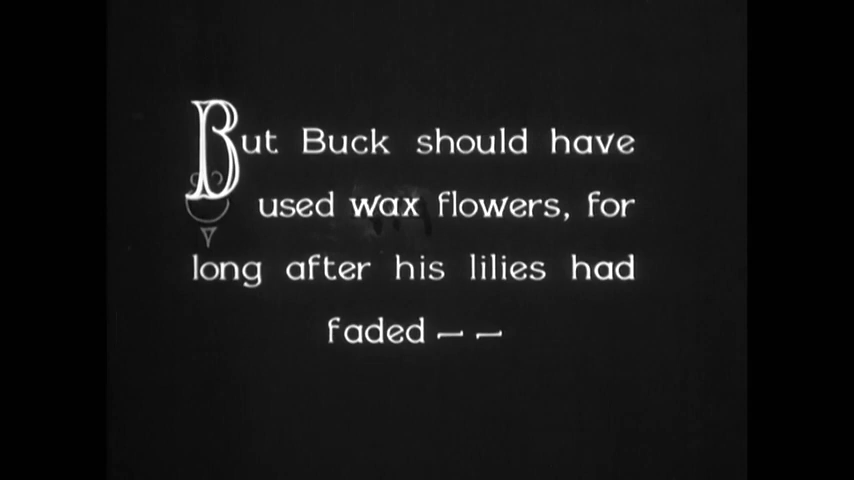 But Buck should have
used wax flowers, for
long after his lilies had
faded — —